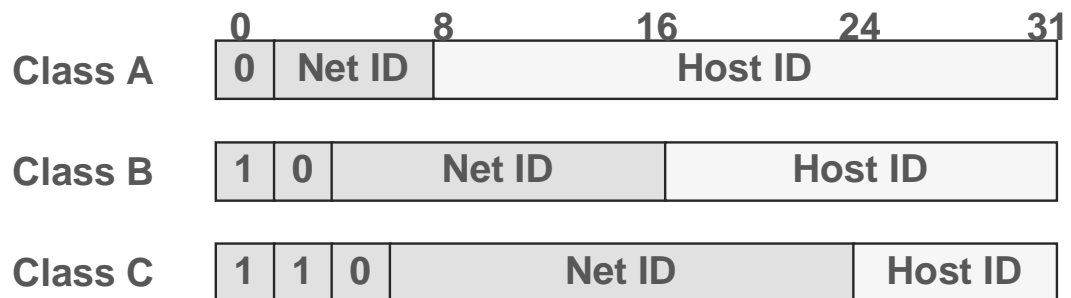 0 8 16 24 31
Class A 0 Net ID Host ID
Class B 1 0 Net ID Host ID
Class C 1 1 0 Net ID Host ID